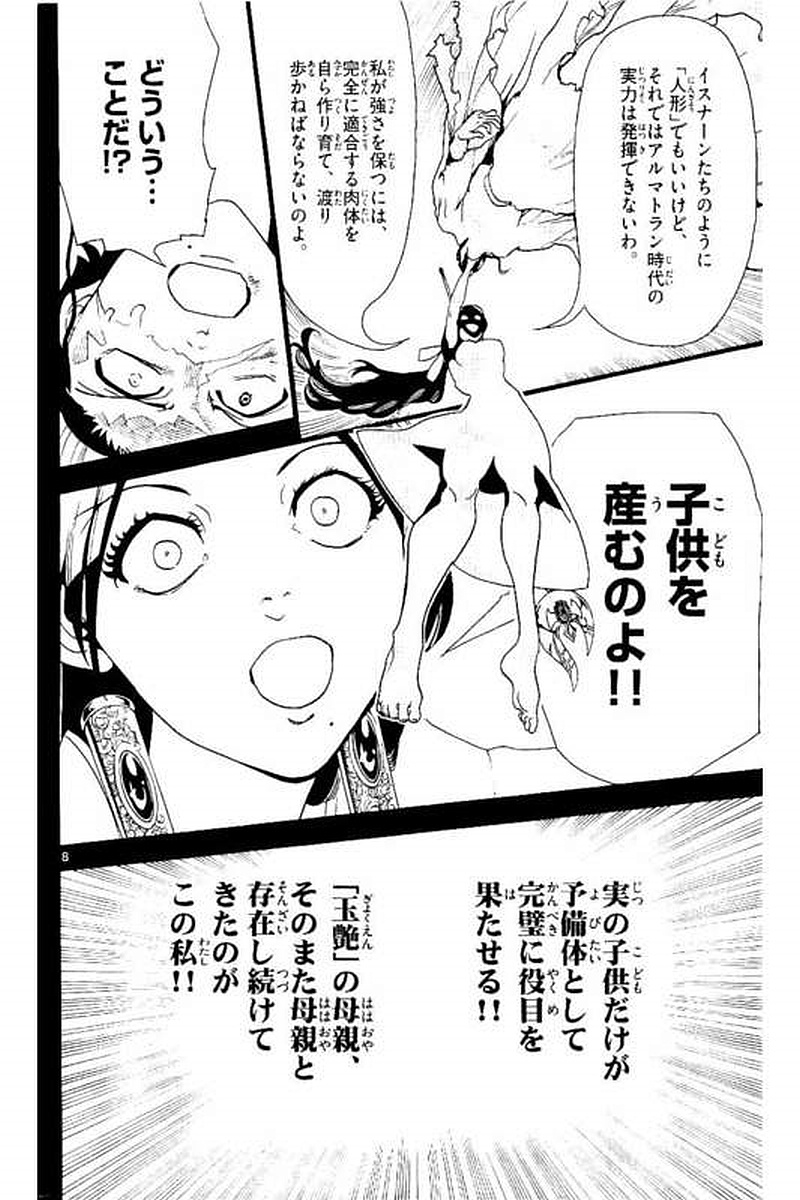 イスナーンたちのように
「人形」でもいいけど、
それではアルマトラン時代の
実力は発揮できないわ。
私が強さを保つには、
完全に適合する肉体を
自ら作り育て、渡り
歩かねばならないのよ。
どういう…
ことだ!?
子供を
産むのよ!!
実の子供だけが
予備体として
完璧に役目を
果たせる!!
「玉艶」の母親、
そのまた母親と
存在し続けて
きたのが
この私!!
8